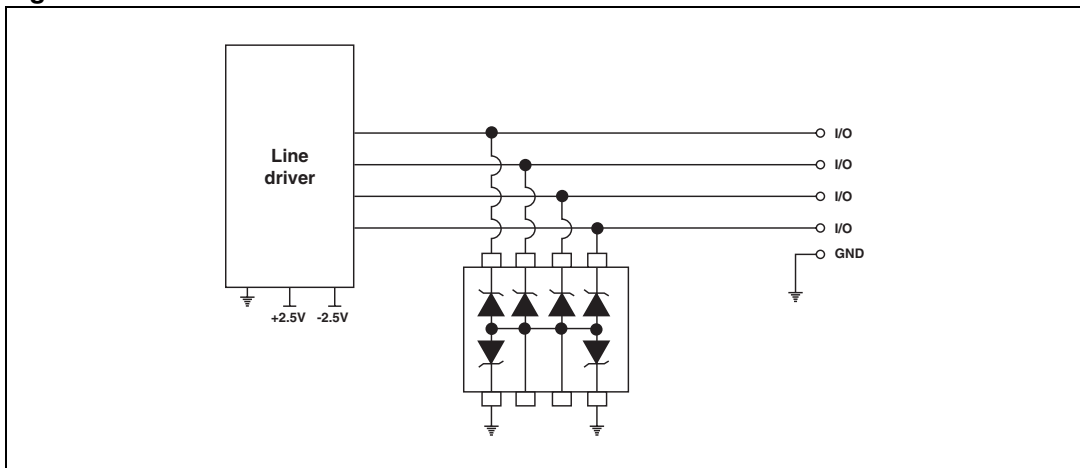 Line
driver
I/O
I/O
I/O
I/O
GND
+2.5V -2.5V